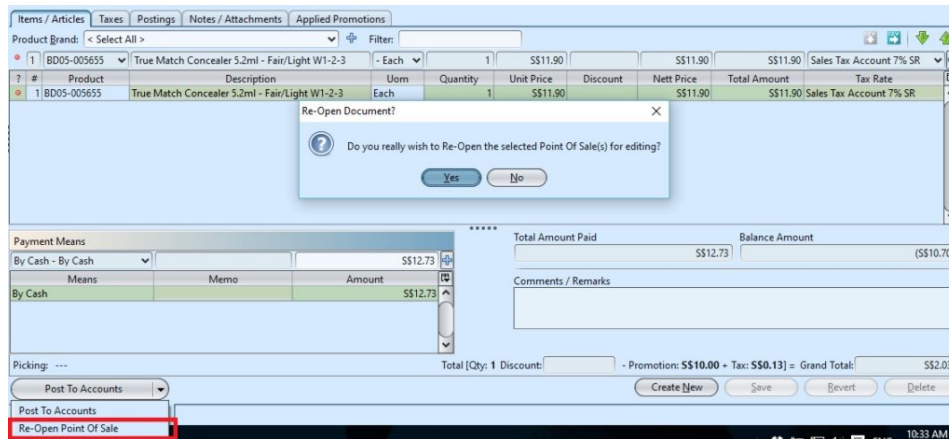 Items / Articles Taxes Postings Notes / Attachments Applied Promotions
Product Brand: < Select All > Filter:
1 BD05-005655 True Match Concealer 5.2ml - Fair/Light W1-2-3 - Each 1 S$11.90 S$11.90 S$11.90 Sales Tax Account 7% SR
? # Product Description Uom Quantity Unit Price Discount Nett Price Total Amount Tax Rate
1 BD05-005655 True Match Concealer 5.2ml - Fair/Light W1-2-3 Each 1 S$11.90 S$11.90 S$11.90 Sales Tax Account 7% SR
Re-Open Document?
Do you really wish to Re-Open the selected Point Of Sale(s) for editing?
Yes No
Payment Means Total Amount Paid Balance Amount
By Cash - By Cash S$12.73 S$12.73 (S$10.70
Means Memo Amount Comments / Remarks
By Cash S$12.73
Picking: --- Total [Qty: 1 Discount: - Promotion: S$10.00 + Tax: S$0.13] = Grand Total: S$2.03
Post To Accounts Create New Save Revert Delete
Post To Accounts
Re-Open Point Of Sale
10:33 AM